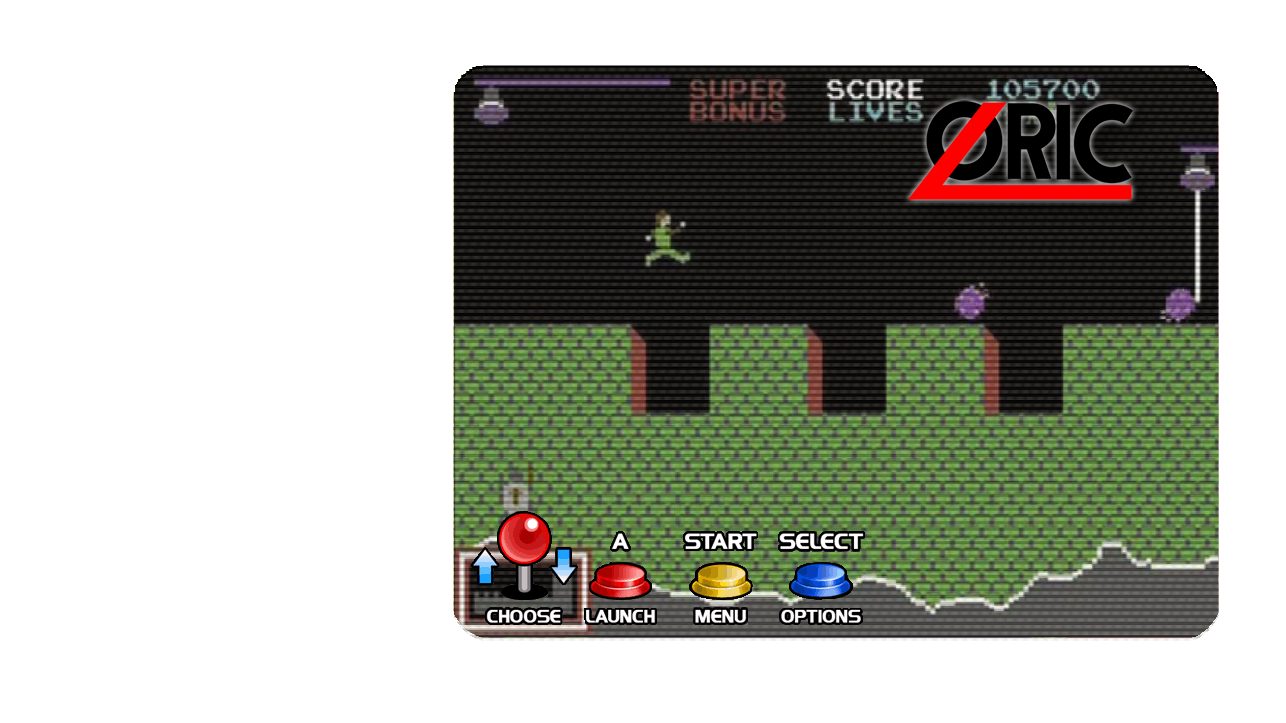 SUPER SCORE 105700
BONUS LIVES
ORIC
A START SELECT
CHOOSE LAUNCH MENU OPTIONS